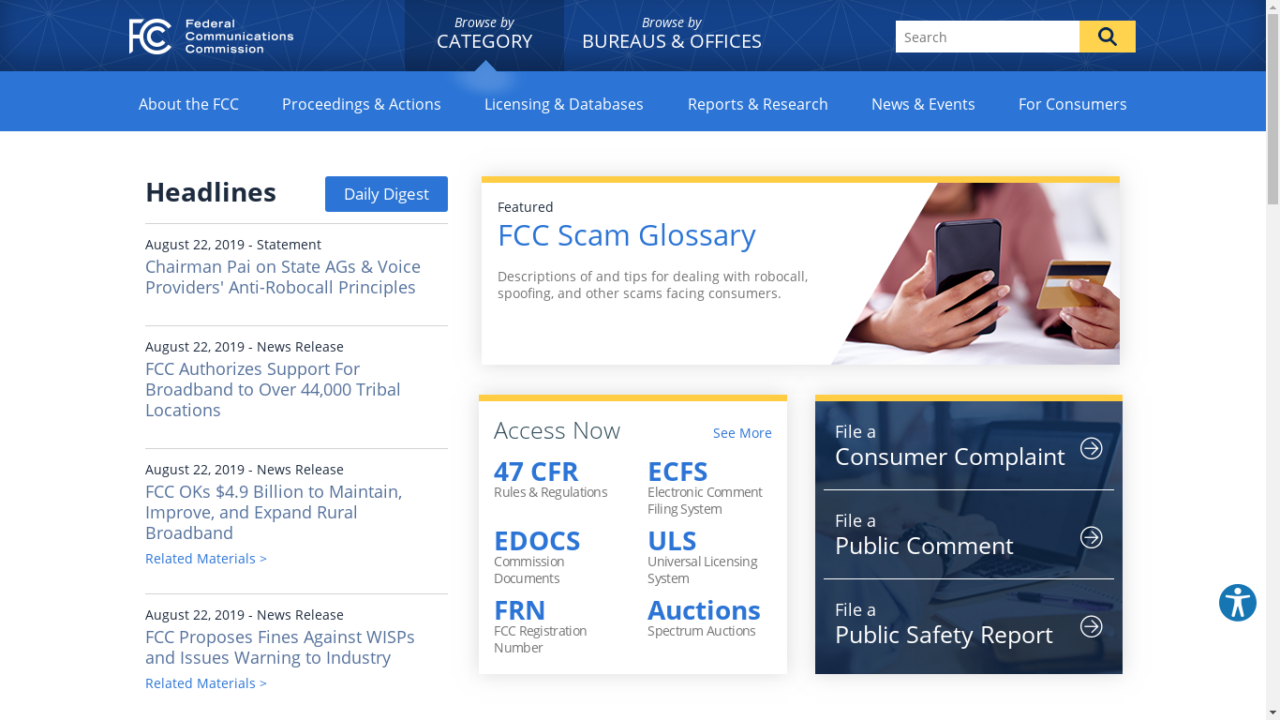 FCC
Federal
Communications
Commission
Browse by
CATEGORY
Browse by
BUREAUS & OFFICES
Search
About the FCC
Proceedings & Actions
Licensing & Databases
Reports & Research
News & Events
For Consumers
Headlines
Daily Digest
August 22, 2019 - Statement
Chairman Pai on State AGs & Voice
Providers' Anti-Robocall Principles
August 22, 2019 - News Release
FCC Authorizes Support For
Broadband to Over 44,000 Tribal
Locations
August 22, 2019 - News Release
FCC OKs $4.9 Billion to Maintain,
Improve, and Expand Rural
Broadband
Related Materials >
August 22, 2019 - News Release
FCC Proposes Fines Against WISPs
and Issues Warning to Industry
Related Materials >
Featured
FCC Scam Glossary
Descriptions of and tips for dealing with robocall,
spoofing, and other scams facing consumers.
Access Now
See More
47 CFR
Rules & Regulations
ECFS
Electronic Comment
Filing System
EDOCS
Commission
Documents
ULS
Universal Licensing
System
FRN
FCC Registration
Number
Auctions
Spectrum Auctions
File a
Consumer Complaint
File a
Public Comment
File a
Public Safety Report